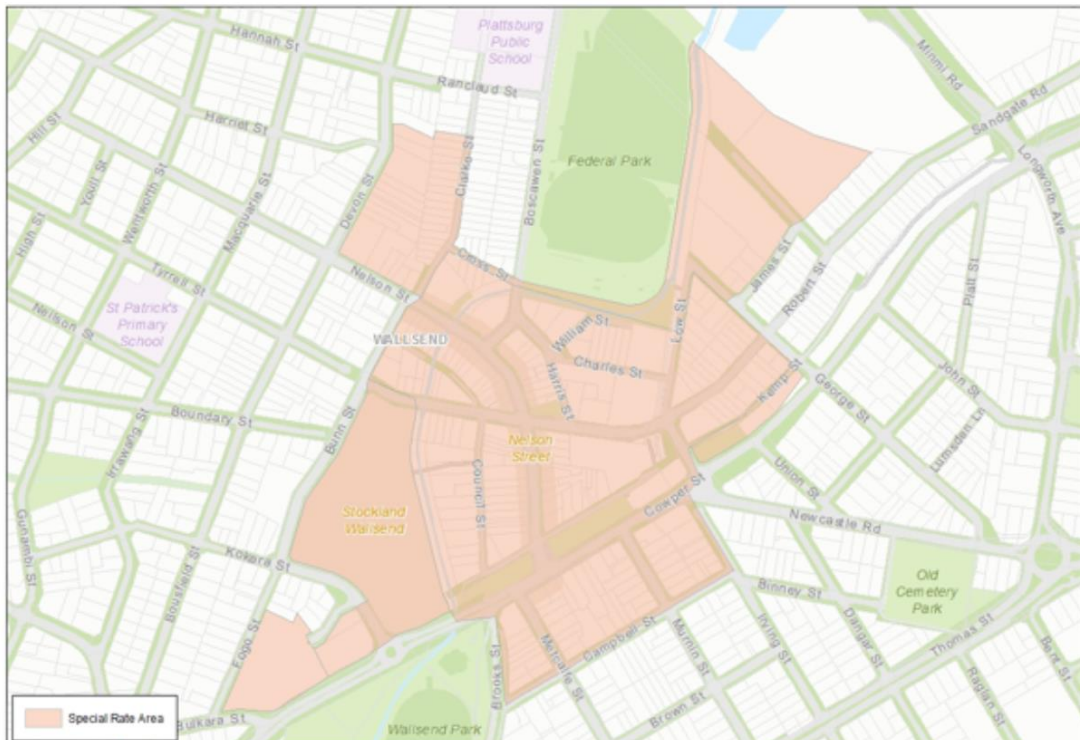 Plattsburg
Public
School
Hannah St
Ranclaud St
Minmi Rd
Sandgate Rd
Hill St
Harriet St
Clarke St
Boscawen St
Federal Park
Longworth Ave
Youll St
Wentworth St
Macquarie St
Devon St
High St
Tyrrell St
Nelson St
Cross St
James St
Robert St
Platt St
St Patrick's
Primary
School
Nelson St
WALLSEND
William St
Low St
Charles St
Harris St
Kemp St
George St
John St
Lumsden Ln
Boundary St
Bunn St
Irrawang St
Nelson
Street
Council St
Union St
Stockland
Wallsend
Cowper St
Newcastle Rd
Gunambi St
Kokera St
Bousfield St
Old
Cemetery
Park
Binney St
Fogo St
Campbell St
Metcalfe St
Murnin St
Irving St
Dangar St
Thomas St
Brooks St
Brown St
Raglan St
Bent St
Bulkara St
Wallsend Park
Special Rate Area